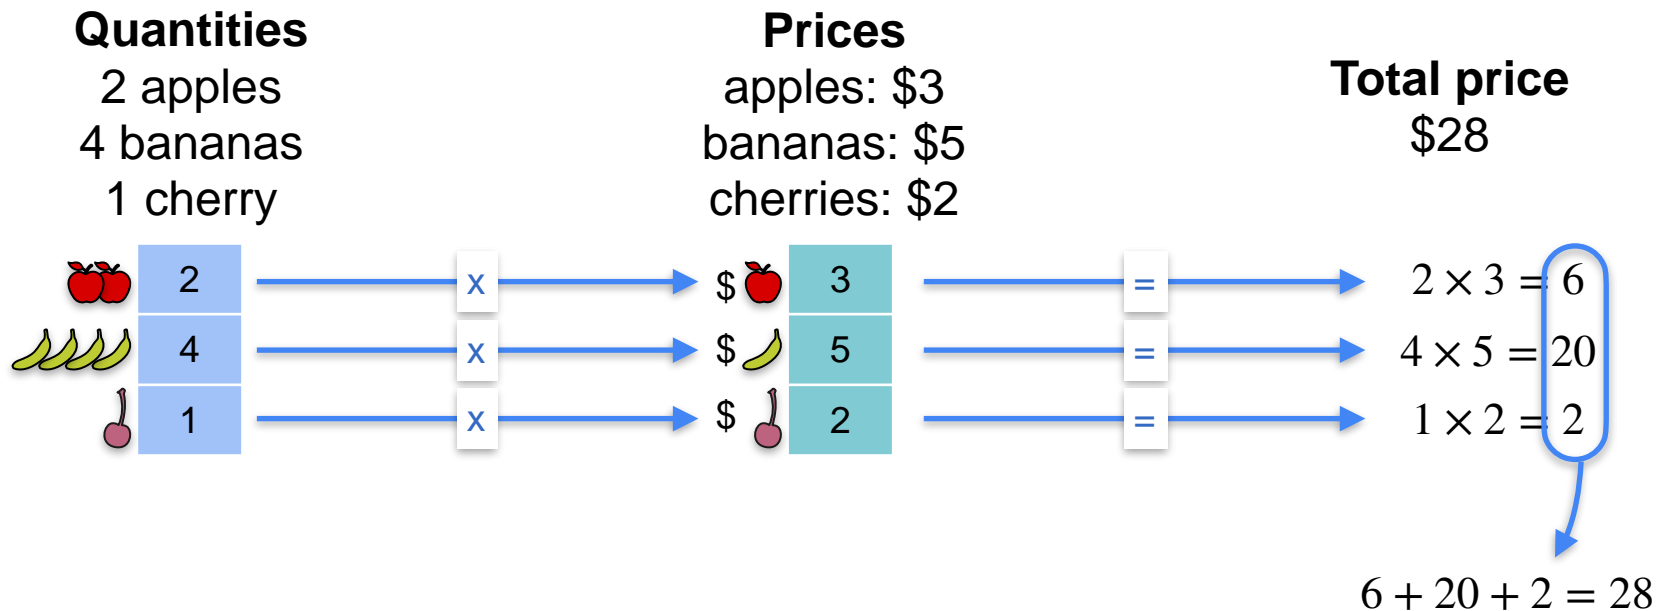 Quantities
2 apples
4 bananas
1 cherry
Prices
apples: $3
bananas: $5
cherries: $2
Total price
$28
2 x $ 3 = 2 × 3 = 6
4 x $ 5 = 4 × 5 = 20
1 x $ 2 = 1 × 2 = 2
6 + 20 + 2 = 28